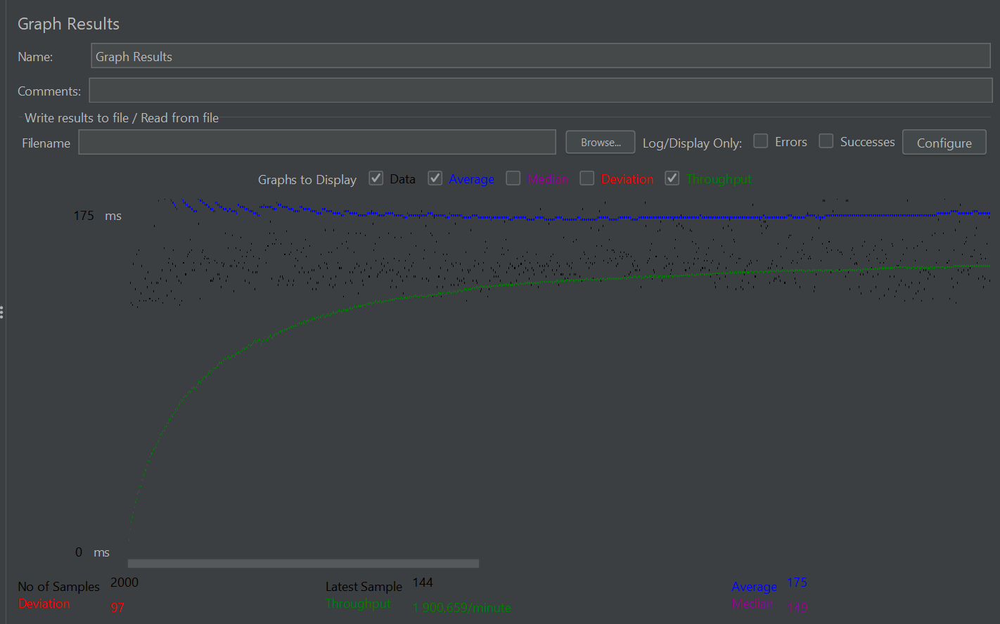 Graph Results
Name: Graph Results
Comments:
Write results to file / Read from file
Filename Browse... Log/Display Only: Errors Successes Configure
Graphs to Display Data Average Median Deviation Throughput
175 ms
0 ms
No of Samples 2000 Latest Sample 144 Average 175
Deviation 97 Throughput 1 900,659/minute Median 149